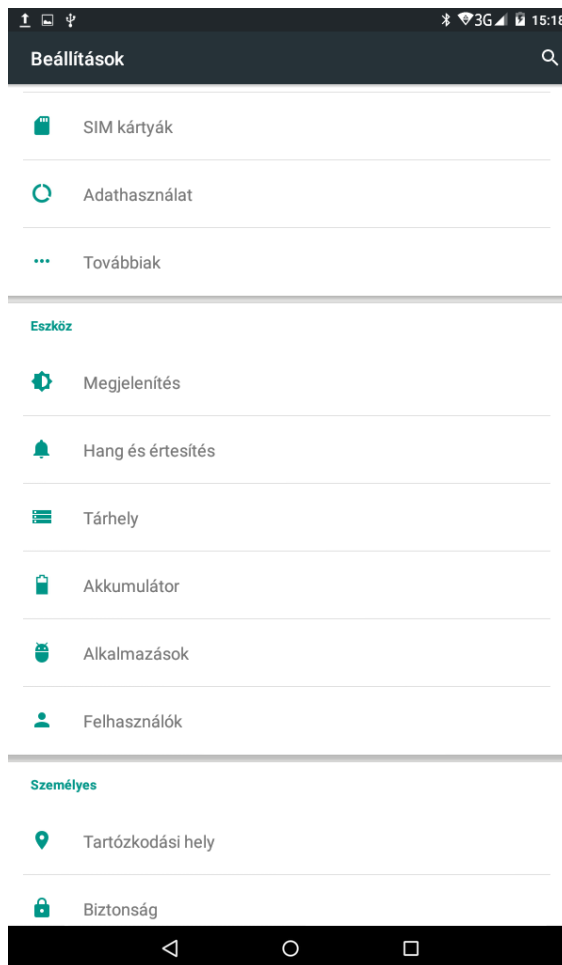 3G 15:18
Beállítások
SIM kártyák
Adathasználat
Továbbiak
Eszköz
Megjelenítés
Hang és értesítés
Tárhely
Akkumulátor
Alkalmazások
Felhasználók
Személyes
Tartózkodási hely
Biztonság